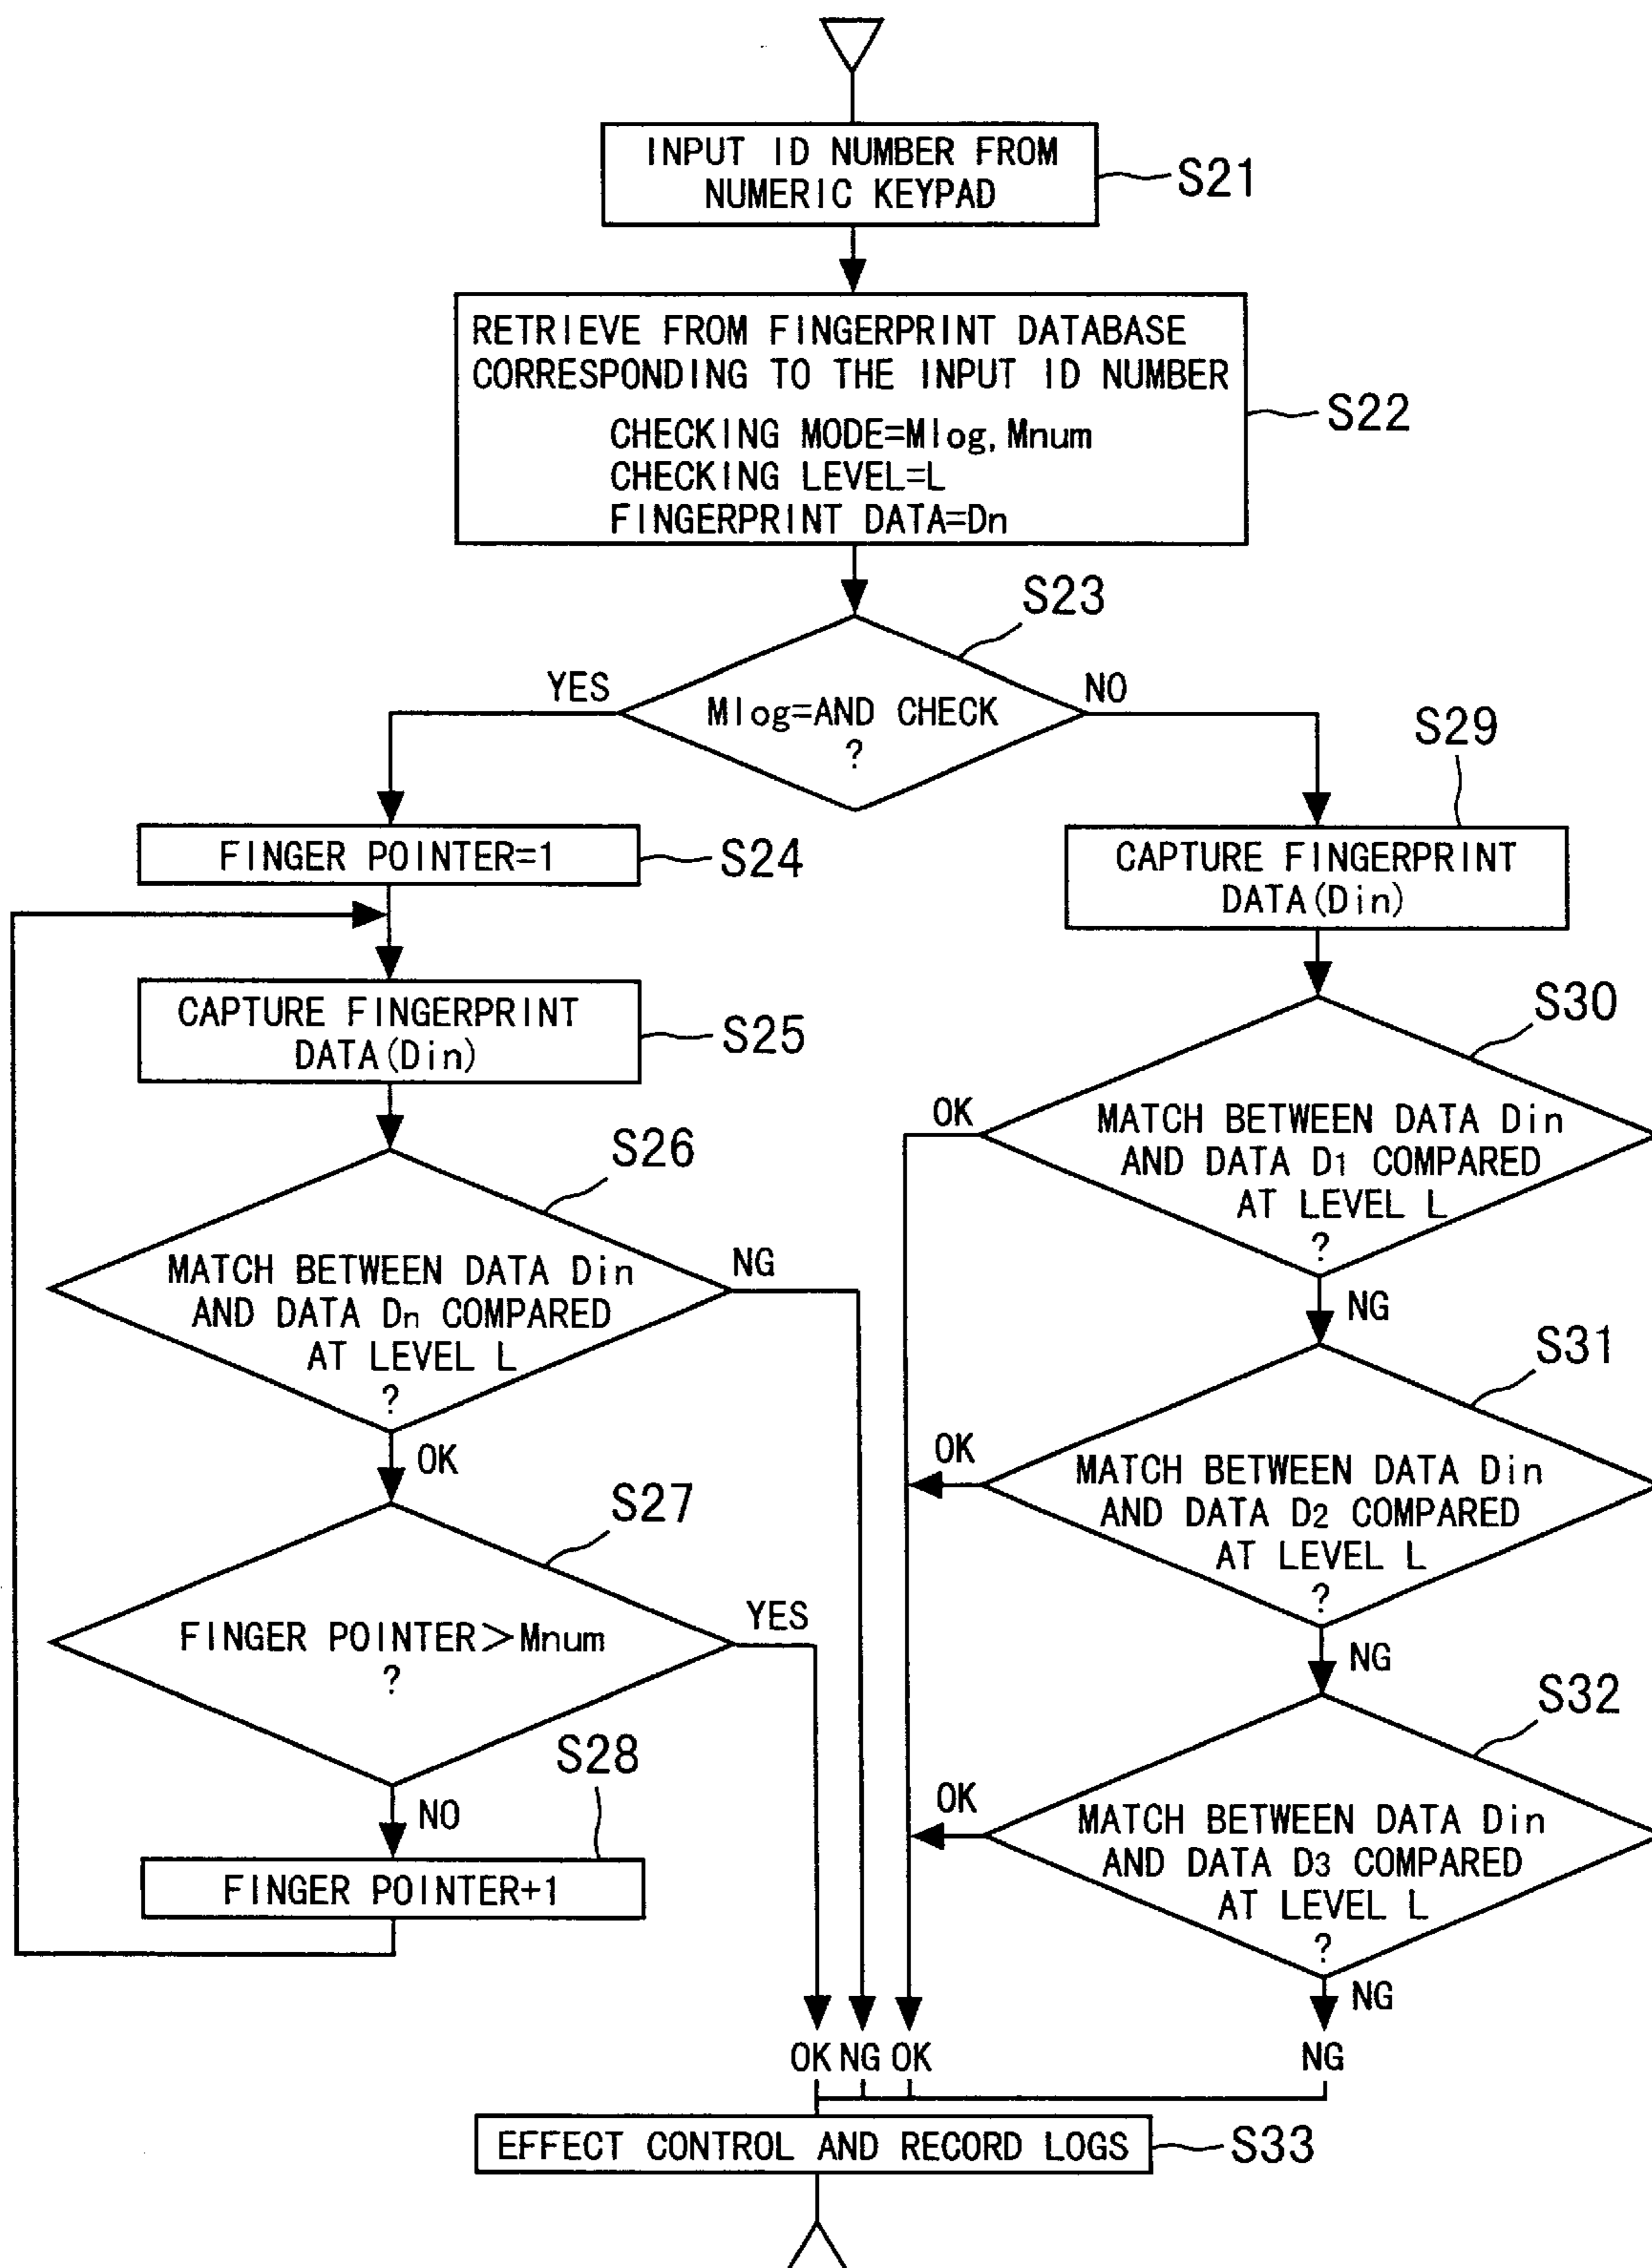 INPUT ID NUMBER FROM
NUMERIC KEYPAD
S21
RETRIEVE FROM FINGERPRINT DATABASE
CORRESPONDING TO THE INPUT ID NUMBER
CHECKING MODE=Mlog, Mnum
CHECKING LEVEL=L
FINGERPRINT DATA=Dn
S22
S23
Mlog=AND CHECK
?
YES
NO
FINGER POINTER=1
S24
CAPTURE FINGERPRINT
DATA(Din)
S25
S26
MATCH BETWEEN DATA Din
AND DATA Dn COMPARED
AT LEVEL L
?
NG
OK
S27
FINGER POINTER>Mnum
?
YES
NO
S28
FINGER POINTER+1
S29
CAPTURE FINGERPRINT
DATA(Din)
S30
OK
MATCH BETWEEN DATA Din
AND DATA D1 COMPARED
AT LEVEL L
?
NG
S31
OK
MATCH BETWEEN DATA Din
AND DATA D2 COMPARED
AT LEVEL L
?
NG
S32
OK
MATCH BETWEEN DATA Din
AND DATA D3 COMPARED
AT LEVEL L
?
NG
OK NG OK
NG
EFFECT CONTROL AND RECORD LOGS
S33